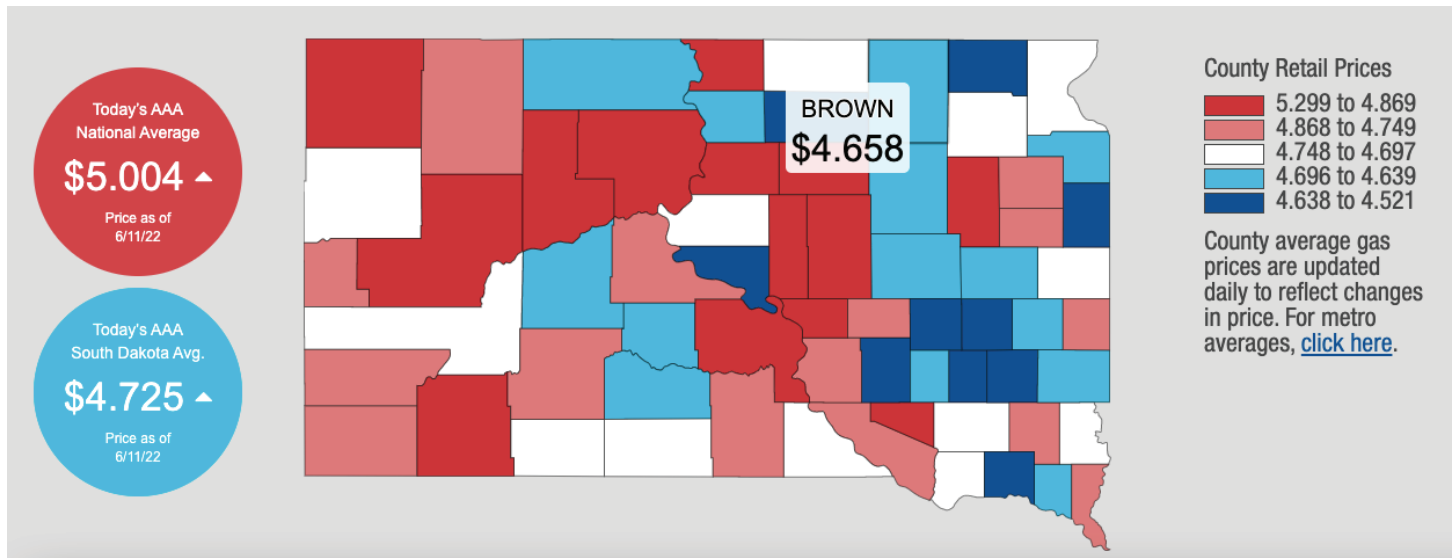 Today's AAA
National Average
$5.004
Price as of
6/11/22
Today's AAA
South Dakota Avg.
$4.725
Price as of
6/11/22
BROWN
$4.658
County Retail Prices
5.299 to 4.869
4.868 to 4.749
4.748 to 4.697
4.696 to 4.639
4.638 to 4.521
County average gas
prices are updated
daily to reflect changes
in price. For metro
averages, click here.